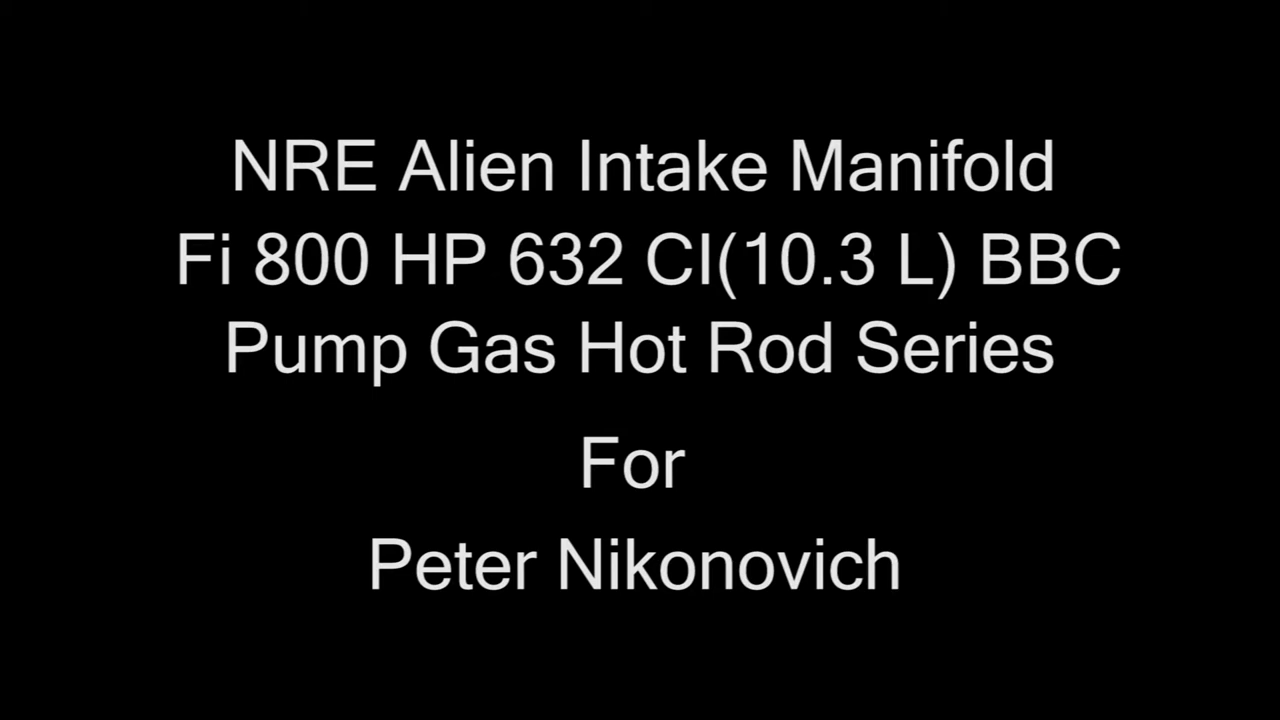 NRE Alien Intake Manifold
Fi 800 HP 632 CI(10.3 L) BBC
Pump Gas Hot Rod Series
For
Peter Nikonovich